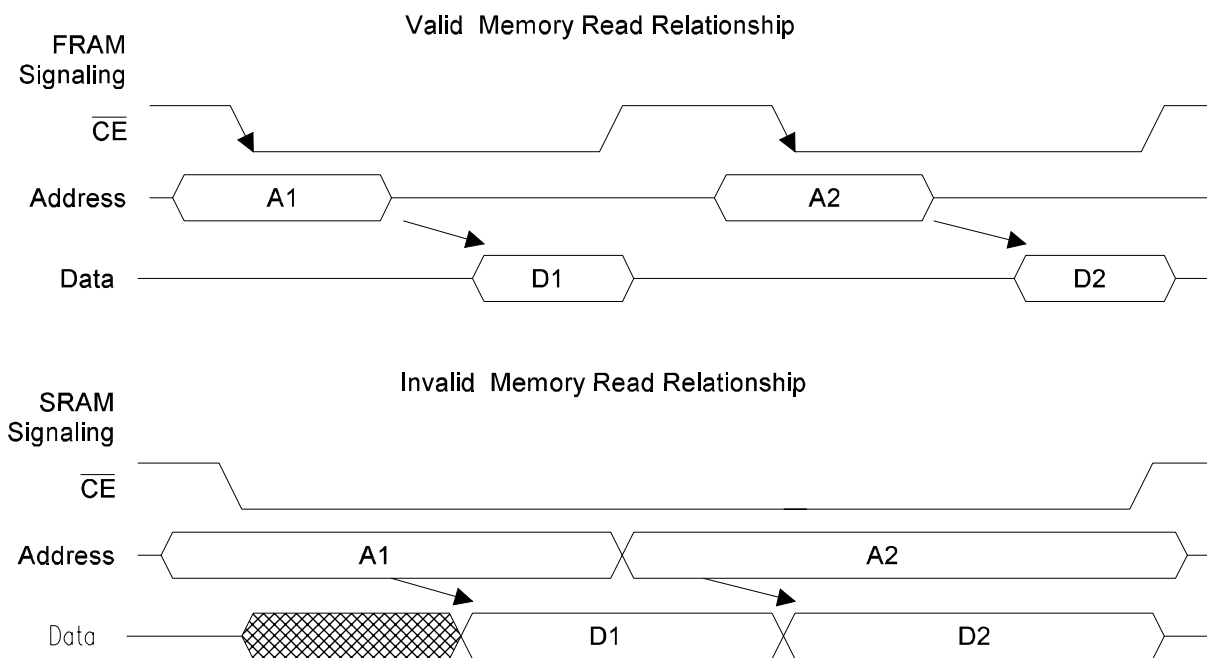 Valid Memory Read Relationship
FRAM
Signaling
CE
Address
A1
A2
Data
D1
D2
Invalid Memory Read Relationship
SRAM
Signaling
CE
Address
A1
A2
Data
D1
D2